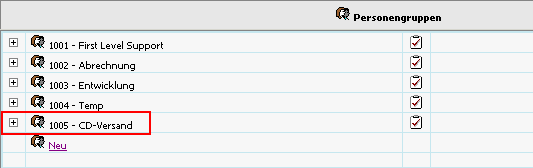 Personengruppen
1001 - First Level Support
1002 - Abrechnung
1003 - Entwicklung
1004 - Temp
1005 - CD-Versand
Neu